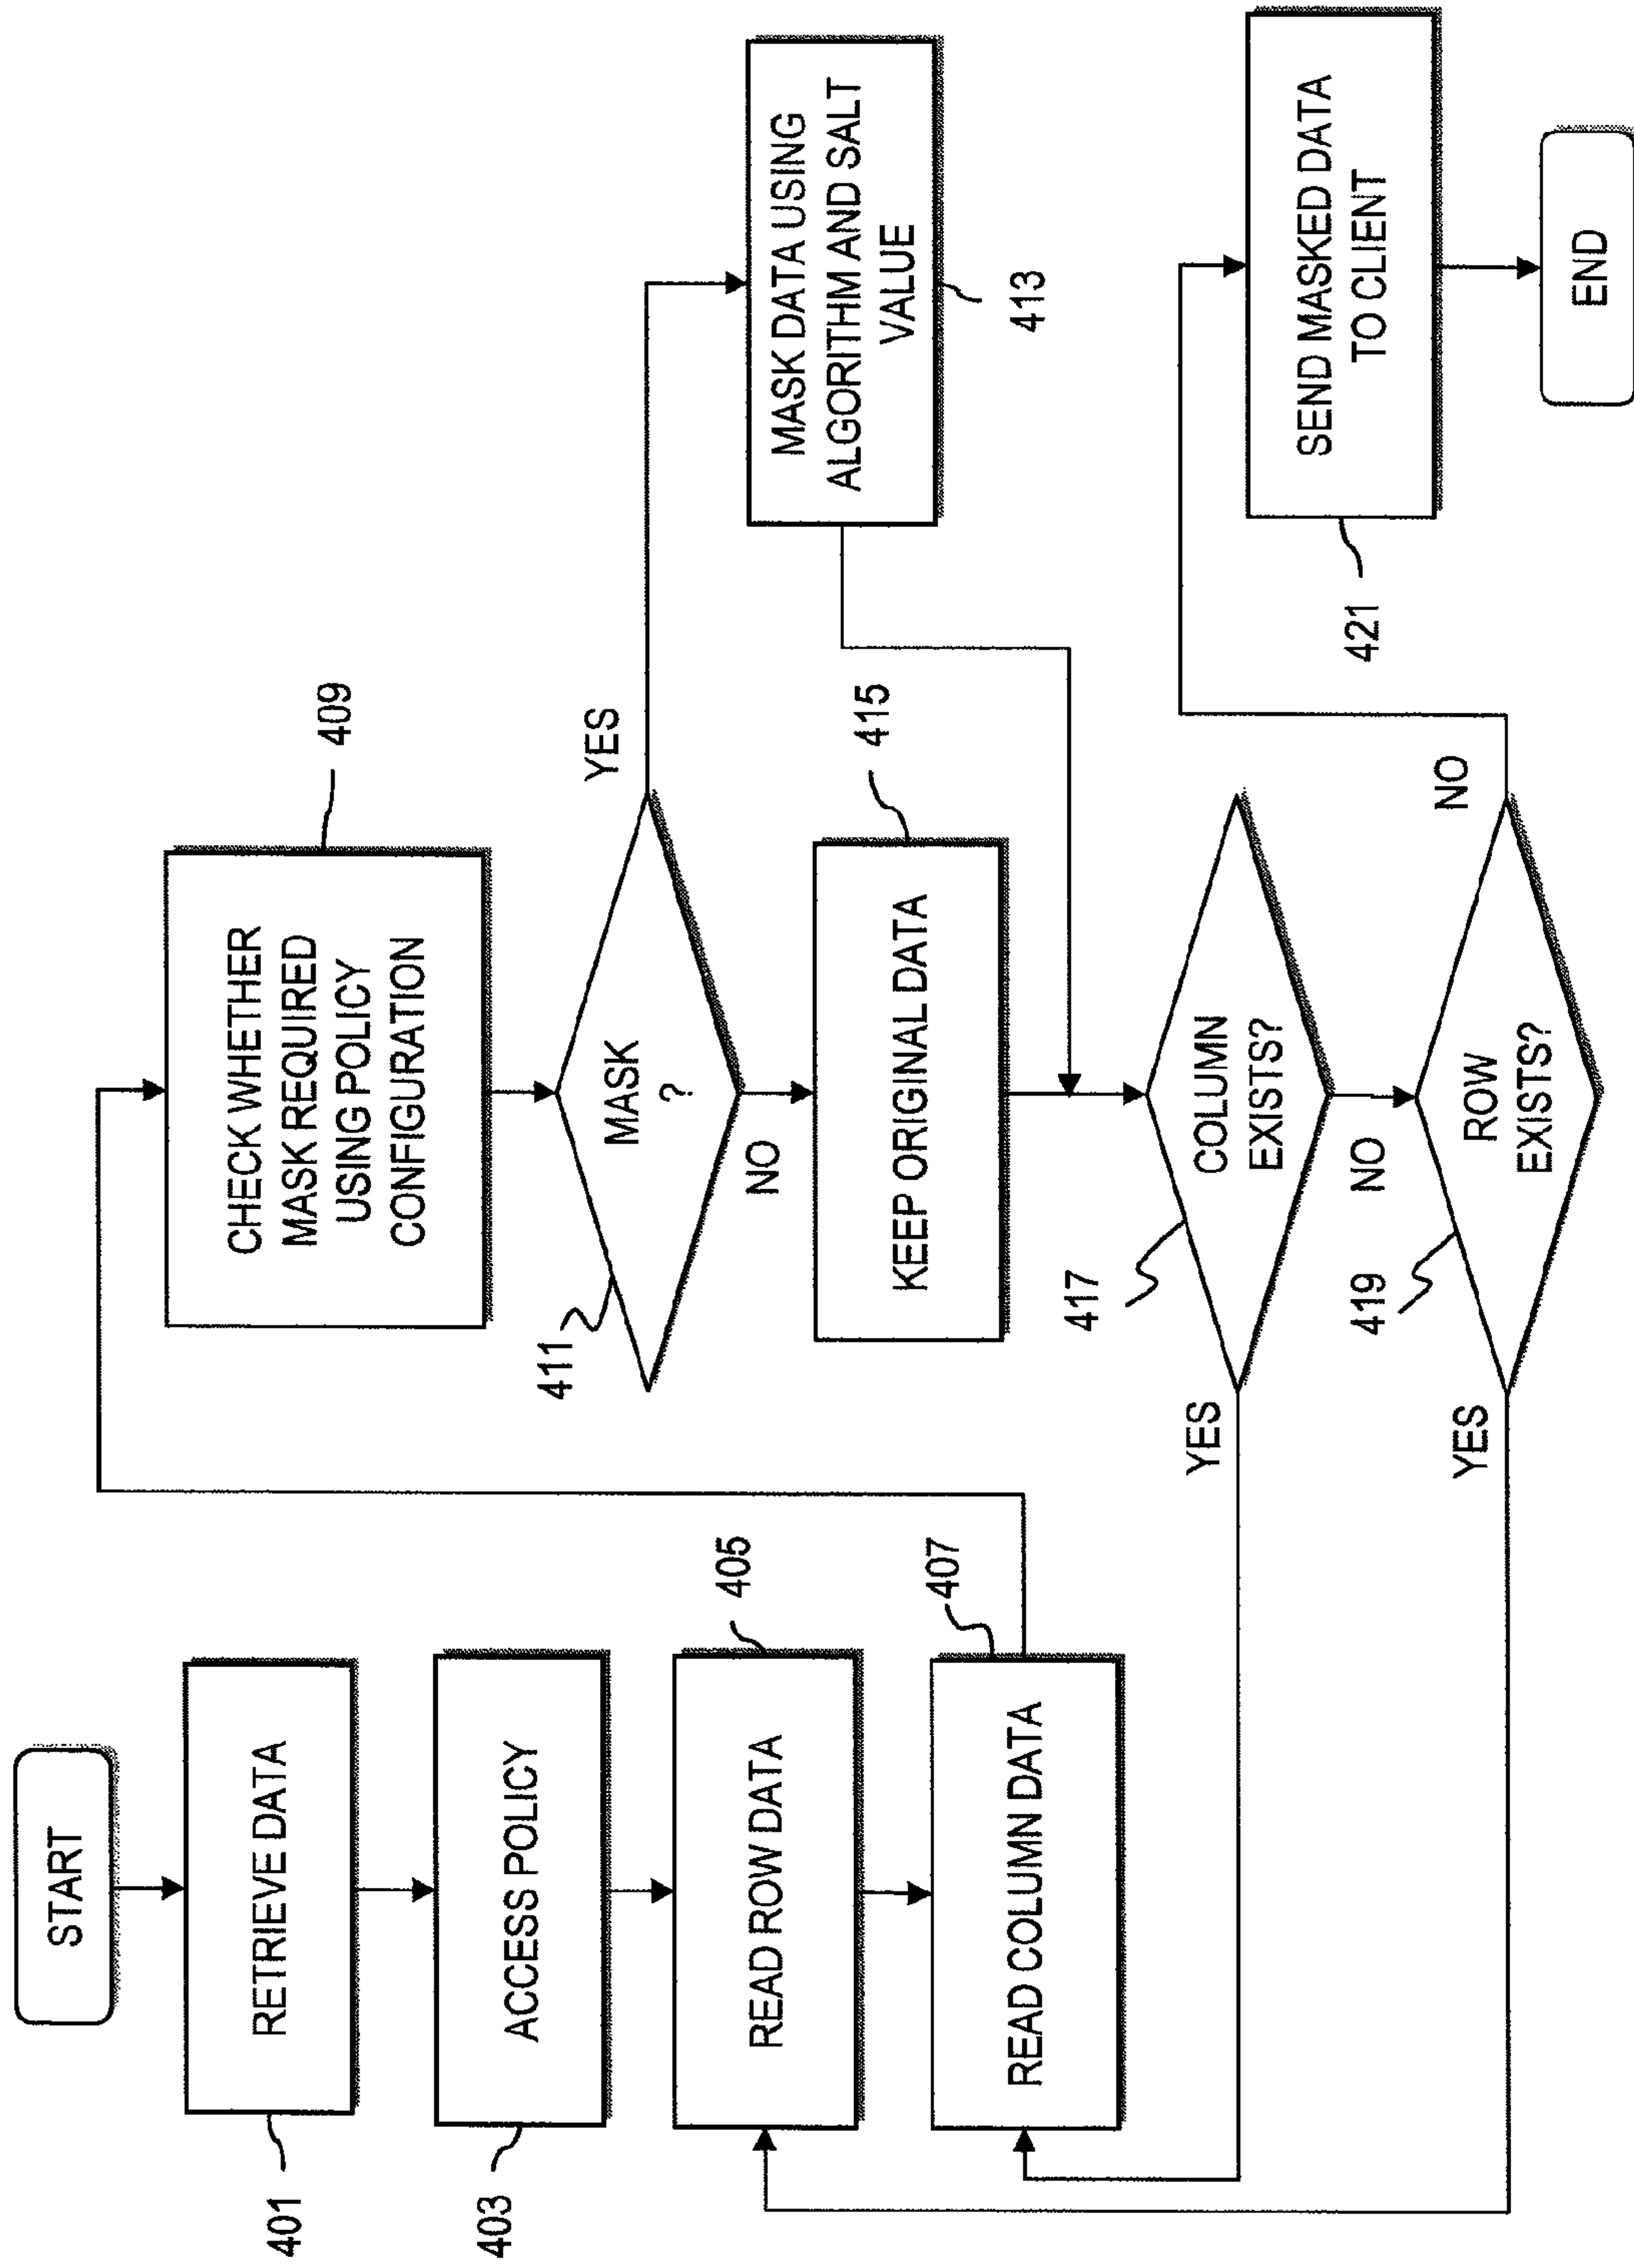 START
RETRIEVE DATA
401
ACCESS POLICY
403
READ ROW DATA
405
READ COLUMN DATA
407
CHECK WHETHER
MASK REQUIRED
USING POLICY
CONFIGURATION
409
MASK
?
411
YES
NO
MASK DATA USING
ALGORITHM AND SALT
VALUE
413
KEEP ORIGINAL DATA
415
COLUMN
EXISTS?
417
YES
NO
ROW
EXISTS?
419
YES
NO
SEND MASKED DATA
TO CLIENT
421
END